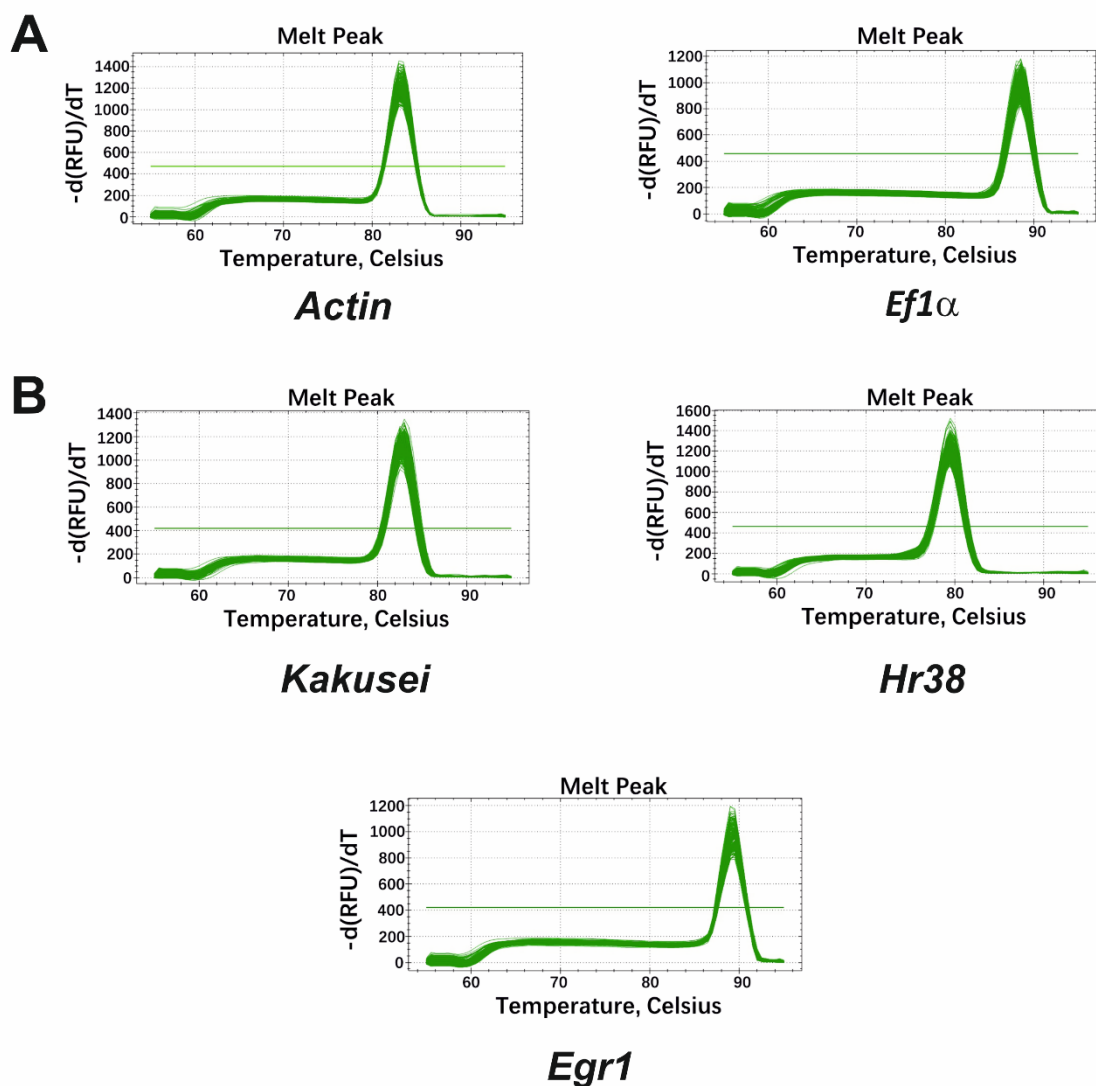 A
Melt Peak
1400
1200
1000
800
600
400
200
0
-d(RFU)/dT
60 70 80 90
Temperature, Celsius
Actin
Melt Peak
1200
1000
800
600
400
200
0
-d(RFU)/dT
60 70 80 90
Temperature, Celsius
Ef1α
B
Melt Peak
1400
1200
1000
800
600
400
200
0
-d(RFU)/dT
60 70 80 90
Temperature, Celsius
Kakusei
Melt Peak
1600
1400
1200
1000
800
600
400
200
0
-d(RFU)/dT
60 70 80 90
Temperature, Celsius
Hr38
Melt Peak
1200
1000
800
600
400
200
0
-d(RFU)/dT
60 70 80 90
Temperature, Celsius
Egr1